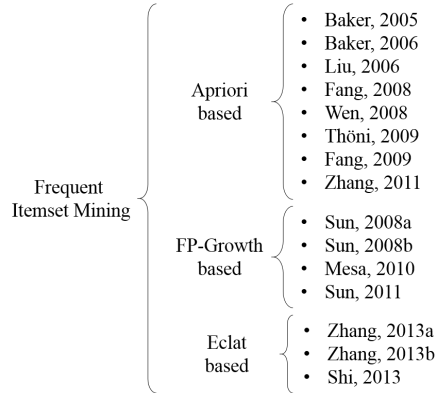 Frequent
Itemset Mining
Apriori
based
• Baker, 2005
• Baker, 2006
• Liu, 2006
• Fang, 2008
• Wen, 2008
• Thöni, 2009
• Fang, 2009
• Zhang, 2011
FP-Growth
based
• Sun, 2008a
• Sun, 2008b
• Mesa, 2010
• Sun, 2011
Eclat
based
• Zhang, 2013a
• Zhang, 2013b
• Shi, 2013